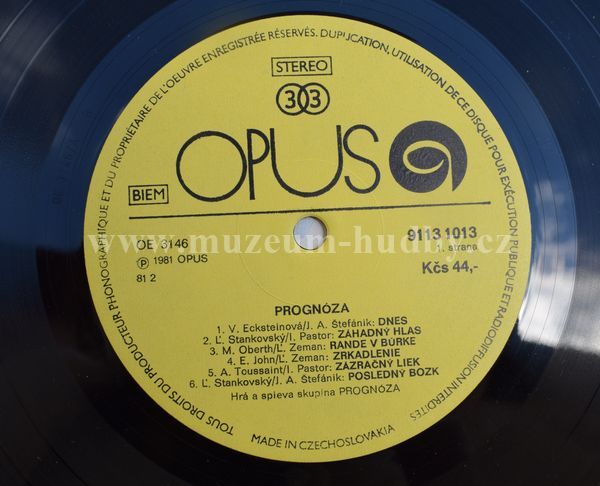 TOUS DROITS DU PRODUCTEUR PHONOGRAPHIQUE ET DU PROPRIÉTAIRE DE L'OEUVRE ENREGISTRÉE RÉSERVÉS. DUPLICATION, UTILISATION DE CE DISQUE POUR EXÉCUTION PUBLIQUE ET RADIODIFFUSION INTERDITES
STEREO
33
OPUS
BIEM
www.muzeum-hudby.cz
OE 3146
℗ 1981 OPUS
81 2
9113 1013
1. strana
Kčs 44,-
PROGNÓZA
1. V. Ecksteinová/J. A. Štefánik: DNES
2. Ľ. Stankovský/I. Pastor: ZÁHADNÝ HLAS
3. M. Oberth/Ľ. Zeman: RANDE V BÚRKE
4. E. John/Ľ. Zeman: ZRKADLENIE
5. A. Toussaint/I. Pastor: ZÁZRAČNÝ LIEK
6. Ľ. Stankovský/J. A. Štefánik: POSLEDNÝ BOZK
Hrá a spieva skupina PROGNÓZA
MADE IN CZECHOSLOVAKIA